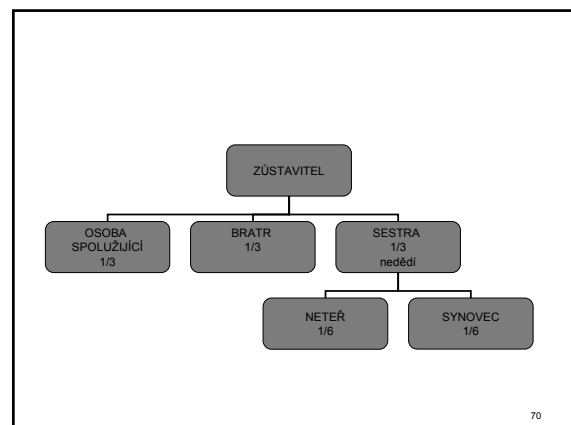 ZŮSTAVITEL
OSOBA
SPOLUŽIJÍCÍ
1/3
BRATR
1/3
SESTRA
1/3
nedědí
NETEŘ
1/6
SYNOVEC
1/6
70